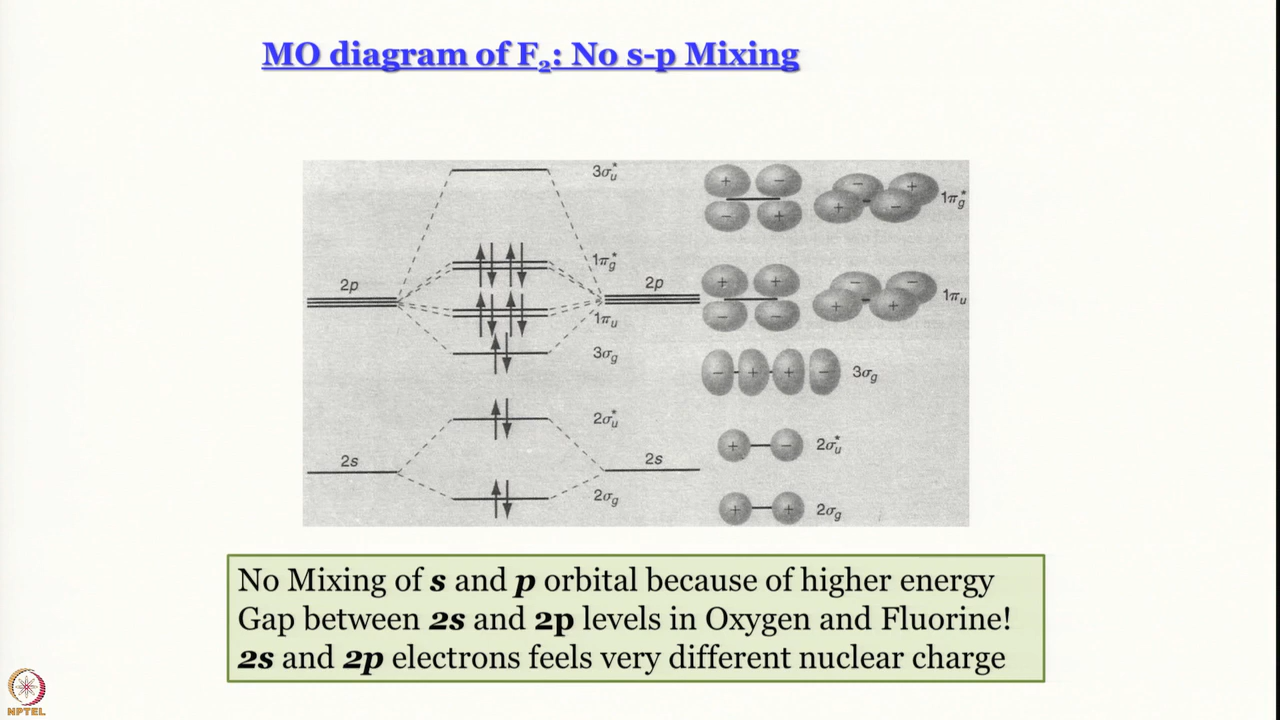 MO diagram of F₂: No s-p Mixing
3σᵤ*
1πg*
2p
2p
1πᵤ
3σg
2σᵤ*
2s
2s
2σg
+ − − + 1πg*
− + + −
+ + − − 1πᵤ
− − + +
− + + − 3σg
+ − 2σᵤ*
+ + 2σg
No Mixing of s and p orbital because of higher energy
Gap between 2s and 2p levels in Oxygen and Fluorine!
2s and 2p electrons feels very different nuclear charge
NPTEL